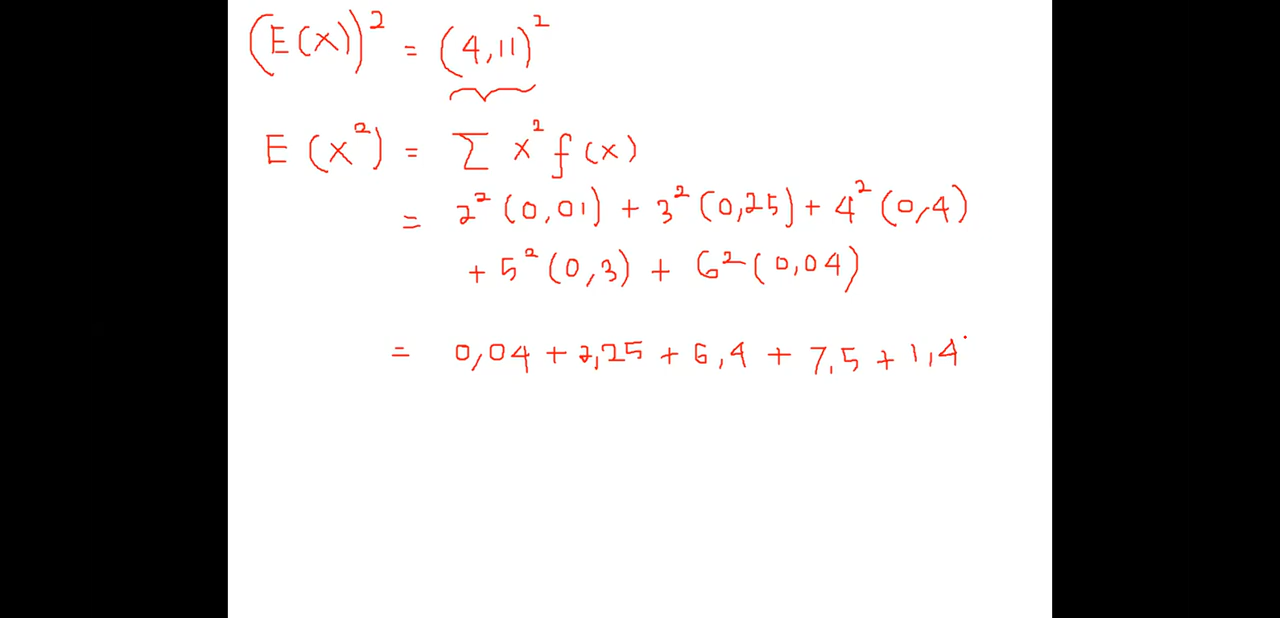 (E(x))² = (4,11)²
E(x²) = Σ x² f(x)
= 2²(0,01) + 3²(0,25) + 4²(0,4)
+ 5²(0,3) + 6²(0,04)
= 0,04 + 2,25 + 6,4 + 7,5 + 1,4